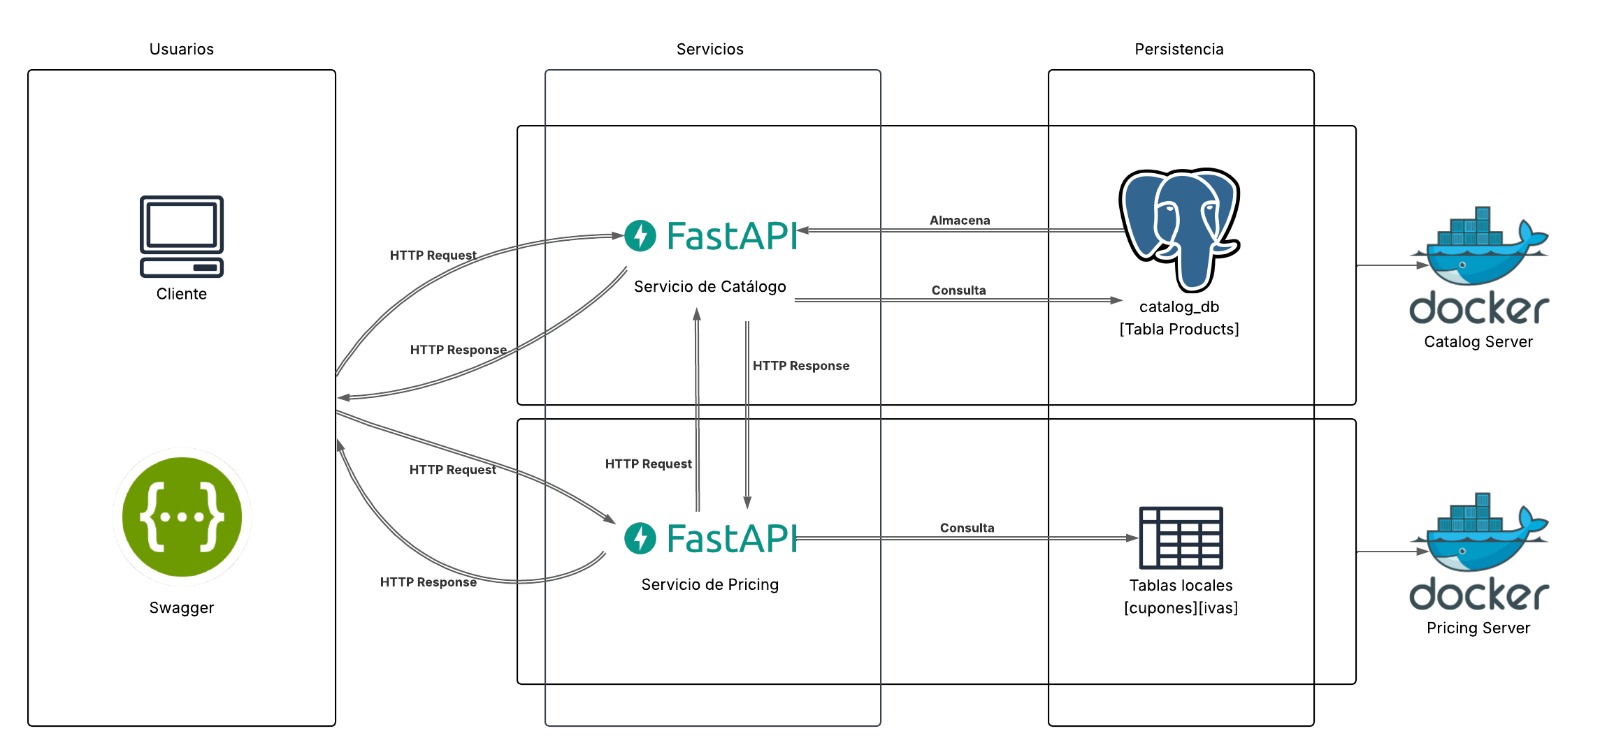 Usuarios
Servicios
Persistencia
Cliente
Swagger
HTTP Request
HTTP Response
HTTP Request
HTTP Response
FastAPI
Servicio de Catálogo
HTTP Request
HTTP Response
FastAPI
Servicio de Pricing
Almacena
Consulta
Consulta
catalog_db
[Tabla Products]
Tablas locales
[cupones][ivas]
docker
Catalog Server
docker
Pricing Server